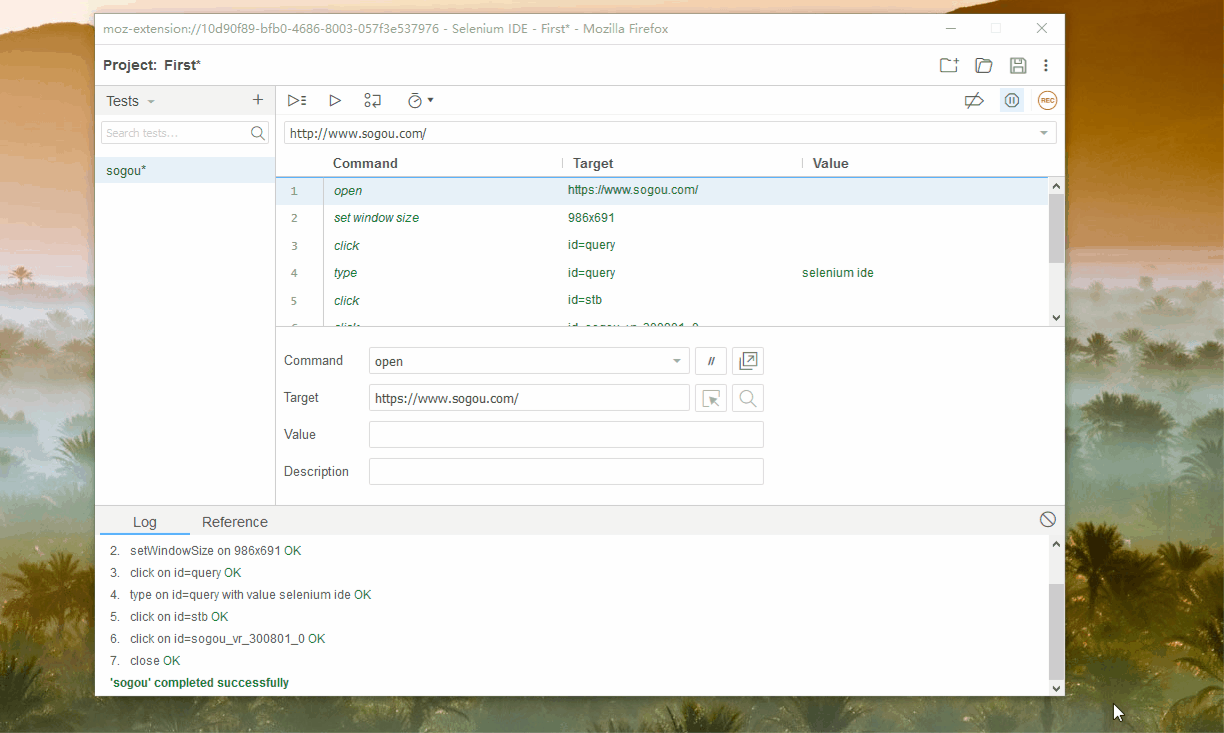 moz-extension://10d90f89-bfb0-4686-8003-057f3e537976 - Selenium IDE - First* - Mozilla Firefox
Project: First*
Tests +
REC
Search tests...
http://www.sogou.com/
Command Target Value
sogou*
1 open https://www.sogou.com/
2 set window size 986x691
3 click id=query
4 type id=query selenium ide
5 click id=stb
6 click id=sogou_vr_300801_0
Command open //
Target https://www.sogou.com/
Value
Description
Log Reference
2. setWindowSize on 986x691 OK
3. click on id=query OK
4. type on id=query with value selenium ide OK
5. click on id=stb OK
6. click on id=sogou_vr_300801_0 OK
7. close OK
'sogou' completed successfully